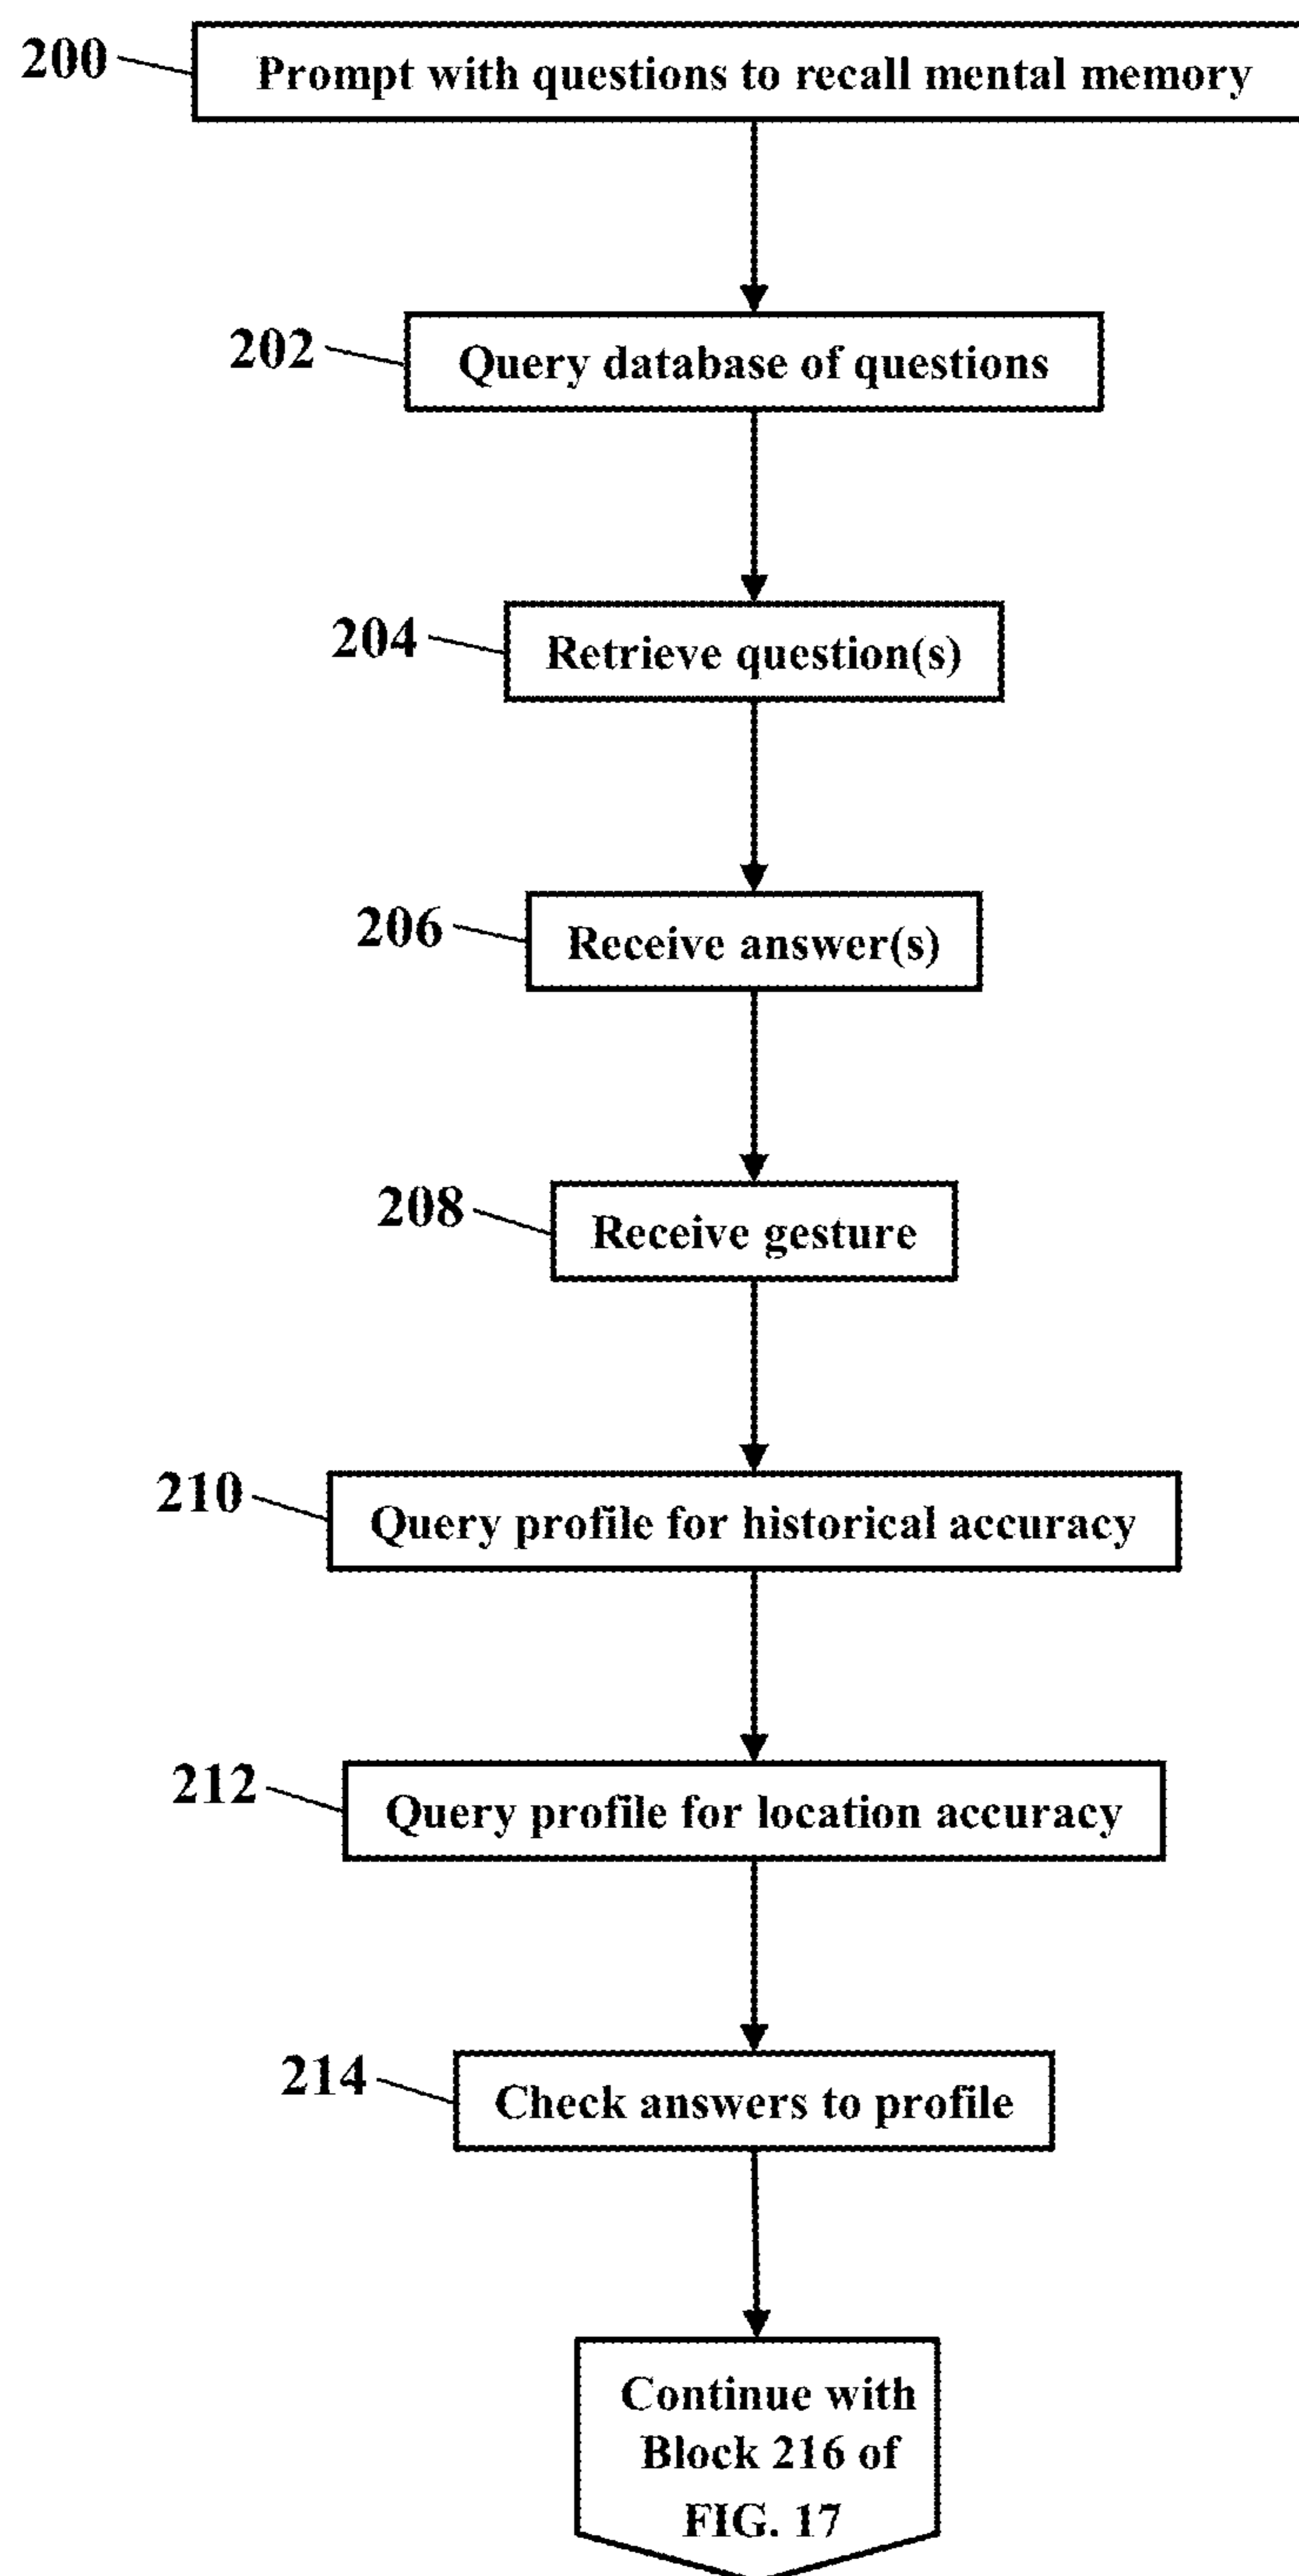 200
Prompt with questions to recall mental memory
202
Query database of questions
204
Retrieve question(s)
206
Receive answer(s)
208
Receive gesture
210
Query profile for historical accuracy
212
Query profile for location accuracy
214
Check answers to profile
Continue with
Block 216 of
FIG. 17